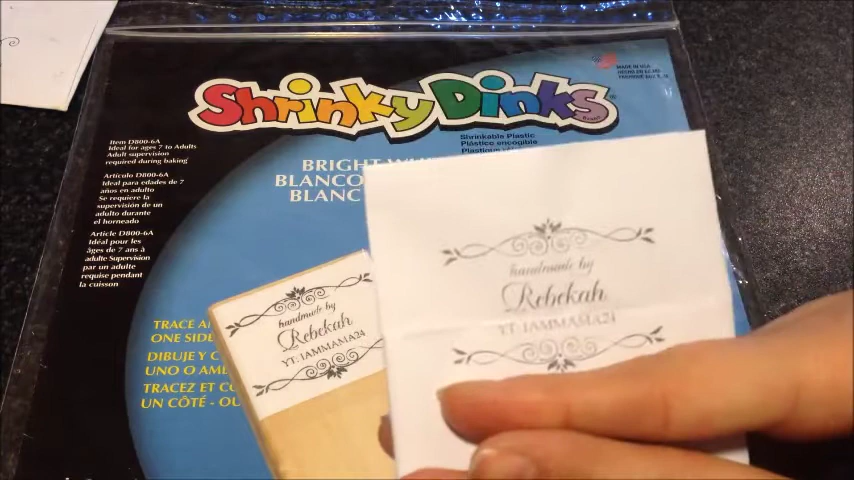 Shrinky Dinks
Brand
MADE IN USA
Item D800-6A
Ideal for ages 7 to Adults
Adult supervision
required during baking
Artículo D800-6A
Ideal para edades de 7
años en adulto
Se requiere la
supervisión de un
adulto durante
el horneado
Article D800-6A
Idéal pour les
âges de 7 ans à
adulte Supervision
par un adulte
requise pendant
la cuisson
Shrinkable Plastic
Plástico encogible
Plastique
BRIGHT
BLANCO
BLANC
TRACE
ONE SIDE
DIBUJE Y
UNO O
TRACEZ ET
UN CÔTÉ - OU
handmade by
Rebekah
YT: IAMMAMA24
handmade by
Rebekah
YT: IAMMAMA24